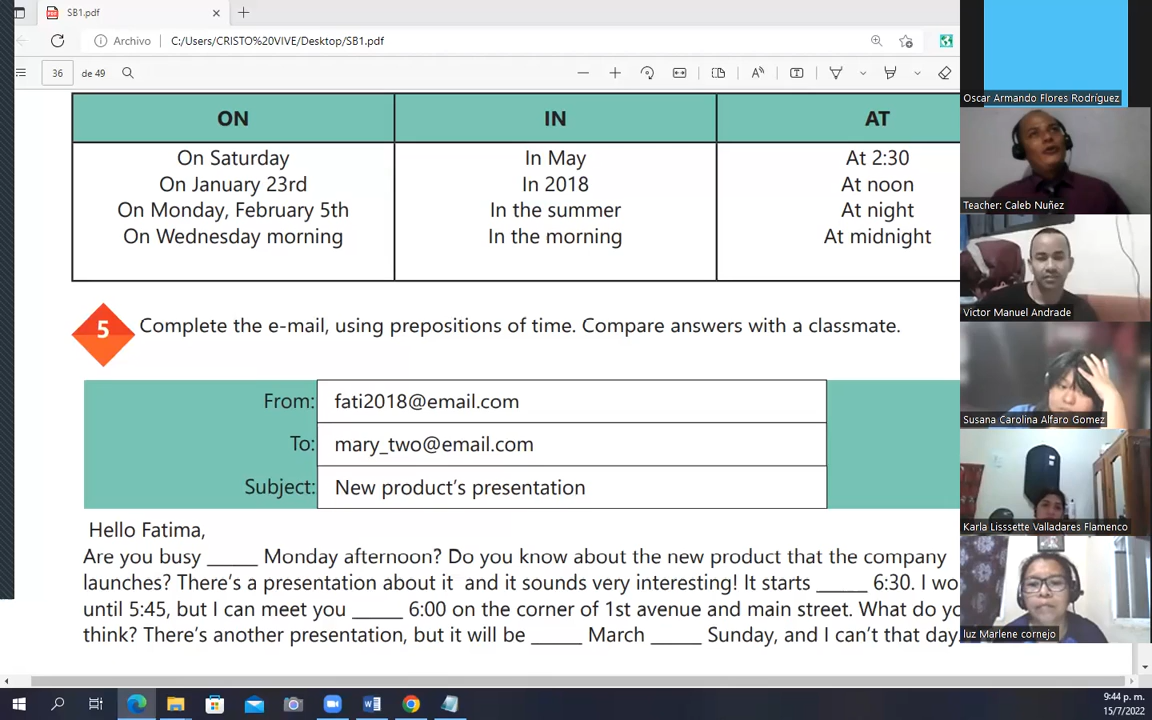 SB1.pdf
Archivo | C:/Users/CRISTO%20VIVE/Desktop/SB1.pdf
36 de 49
ON IN AT
On Saturday In May At 2:30
On January 23rd In 2018 At noon
On Monday, February 5th In the summer At night
On Wednesday morning In the morning At midnight
5 Complete the e-mail, using prepositions of time. Compare answers with a classmate.
From: fati2018@email.com
To: mary_two@email.com
Subject: New product's presentation
Hello Fatima,
Are you busy _____ Monday afternoon? Do you know about the new product that the company
launches? There's a presentation about it and it sounds very interesting! It starts _____ 6:30. I wo
until 5:45, but I can meet you _____ 6:00 on the corner of 1st avenue and main street. What do yo
think? There's another presentation, but it will be _____ March _____ Sunday, and I can't that day
Oscar Armando Flores Rodríguez
Teacher: Caleb Nuñez
Victor Manuel Andrade
Susana Carolina Alfaro Gomez
Karla Lisssette Valladares Flamenco
luz Marlene cornejo
9:44 p. m.
15/7/2022